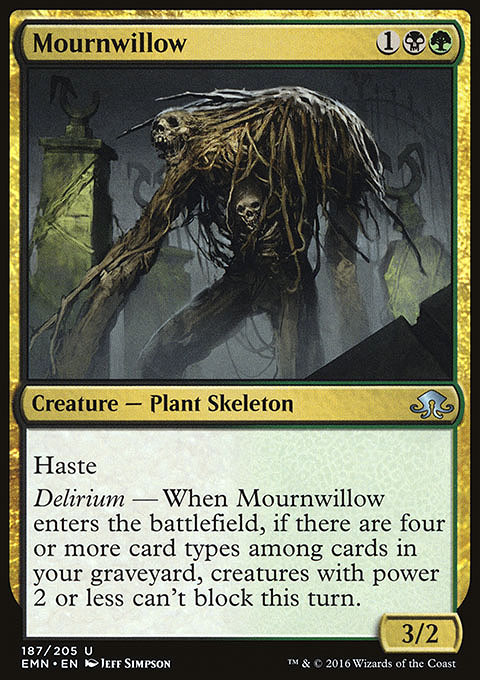 Mournwillow 1
Creature — Plant Skeleton
Haste
Delirium — When Mournwillow
enters the battlefield, if there are four
or more card types among cards in
your graveyard, creatures with power
2 or less can't block this turn.
3/2
187/205 U
EMN • EN Jeff Simpson
™ & © 2016 Wizards of the Coast